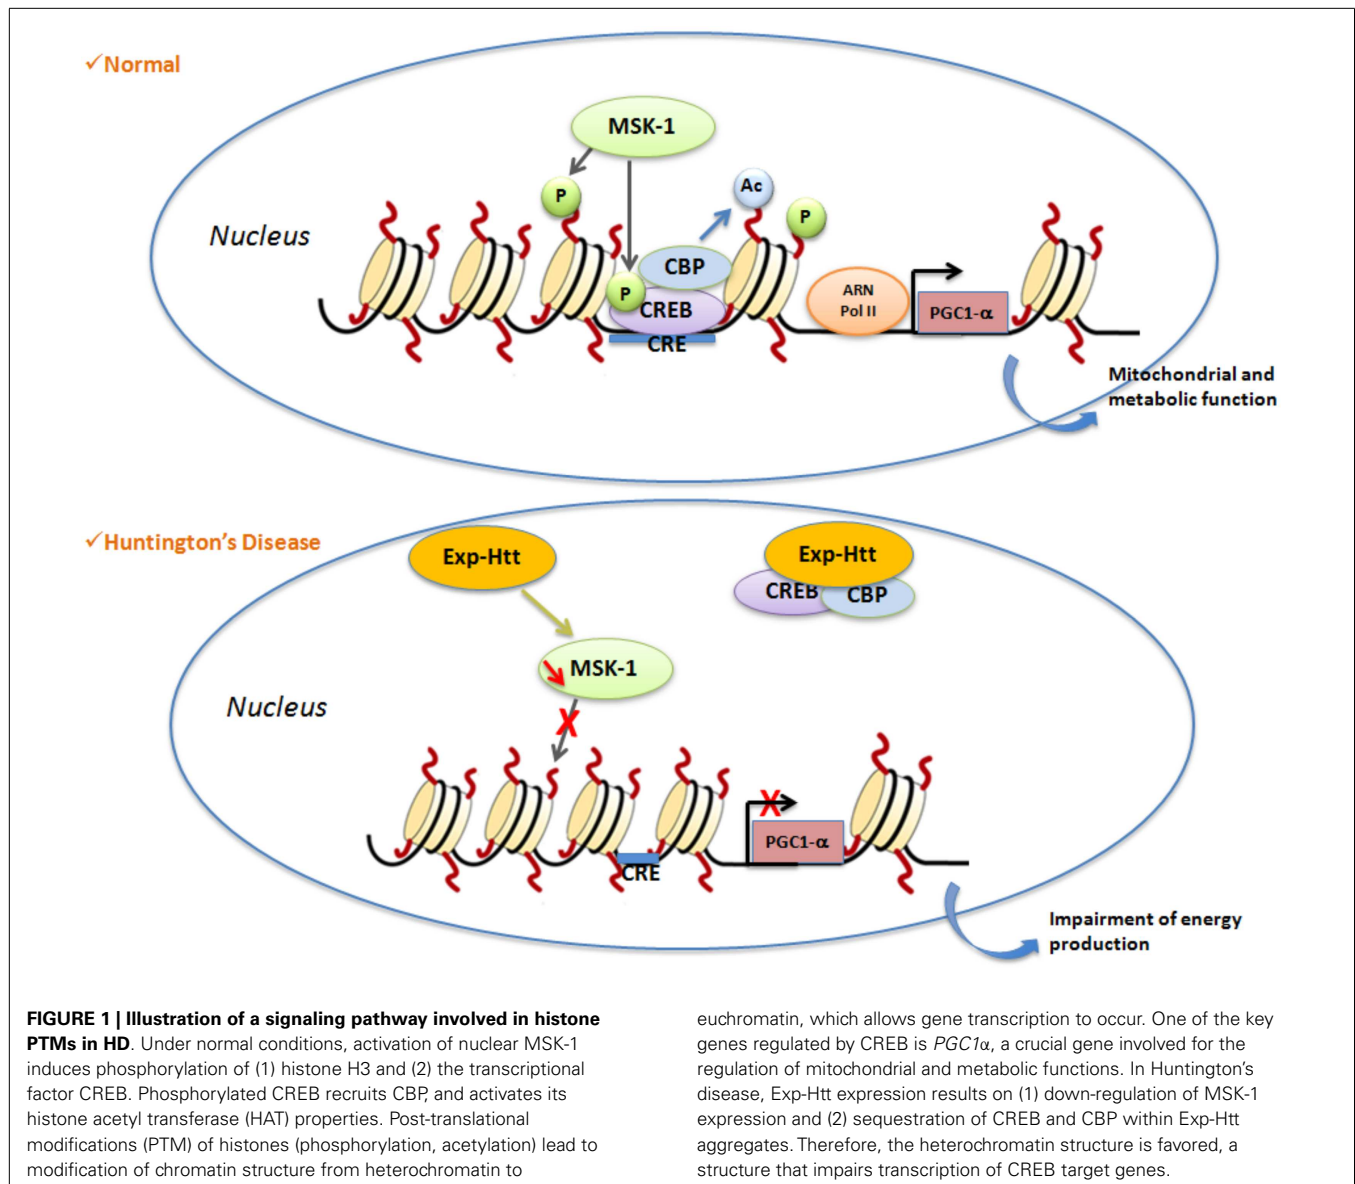 ✓Normal
MSK-1
P
Ac
P
Nucleus
CBP
P
CREB
CRE
ARN
Pol II
PGC1-α
Mitochondrial and
metabolic function
✓Huntington's Disease
Exp-Htt
Exp-Htt
CREB
CBP
MSK-1
X
Nucleus
X
PGC1-α
CRE
Impairment of energy
production
FIGURE 1 | Illustration of a signaling pathway involved in histone
PTMs in HD. Under normal conditions, activation of nuclear MSK-1
induces phosphorylation of (1) histone H3 and (2) the transcriptional
factor CREB. Phosphorylated CREB recruits CBP, and activates its
histone acetyl transferase (HAT) properties. Post-translational
modifications (PTM) of histones (phosphorylation, acetylation) lead to
modification of chromatin structure from heterochromatin to
euchromatin, which allows gene transcription to occur. One of the key
genes regulated by CREB is PGC1α, a crucial gene involved for the
regulation of mitochondrial and metabolic functions. In Huntington's
disease, Exp-Htt expression results on (1) down-regulation of MSK-1
expression and (2) sequestration of CREB and CBP within Exp-Htt
aggregates. Therefore, the heterochromatin structure is favored, a
structure that impairs transcription of CREB target genes.